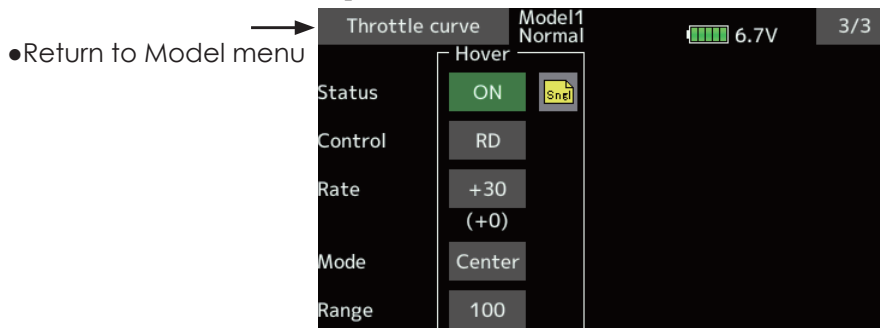 Throttle curve Model1 6.7V 3/3
Normal
●Return to Model menu
Hover
Status ON Sngl
Control RD
Rate +30
(+0)
Mode Center
Range 100